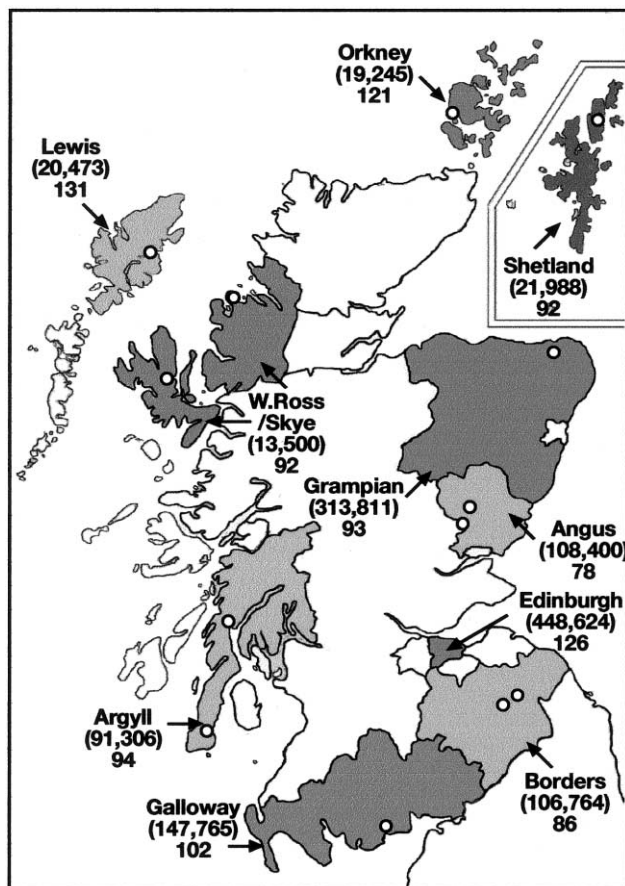 Orkney
(19,245)
121
Lewis
(20,473)
131
Shetland
(21,988)
92
W.Ross
/Skye
(13,500)
92
Grampian
(313,811)
93
Angus
(108,400)
78
Edinburgh
(448,624)
126
Argyll
(91,306)
94
Borders
(106,764)
86
Galloway
(147,765)
102